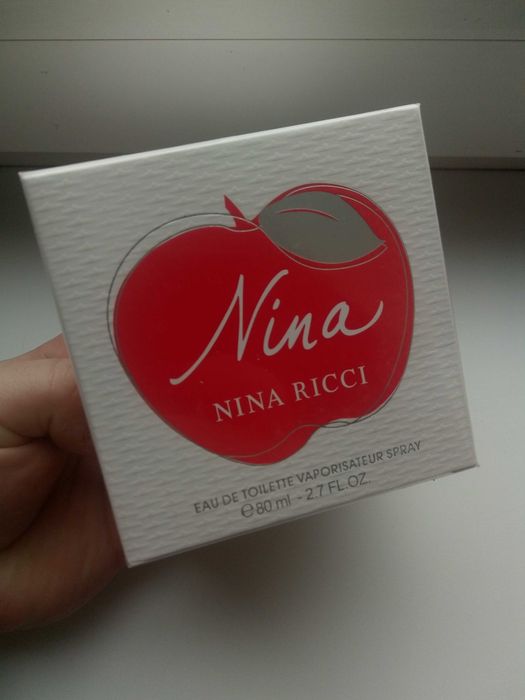 Nina
NINA RICCI
EAU DE TOILETTE VAPORISATEUR SPRAY
℮80 ml - 2.7 FL.OZ.